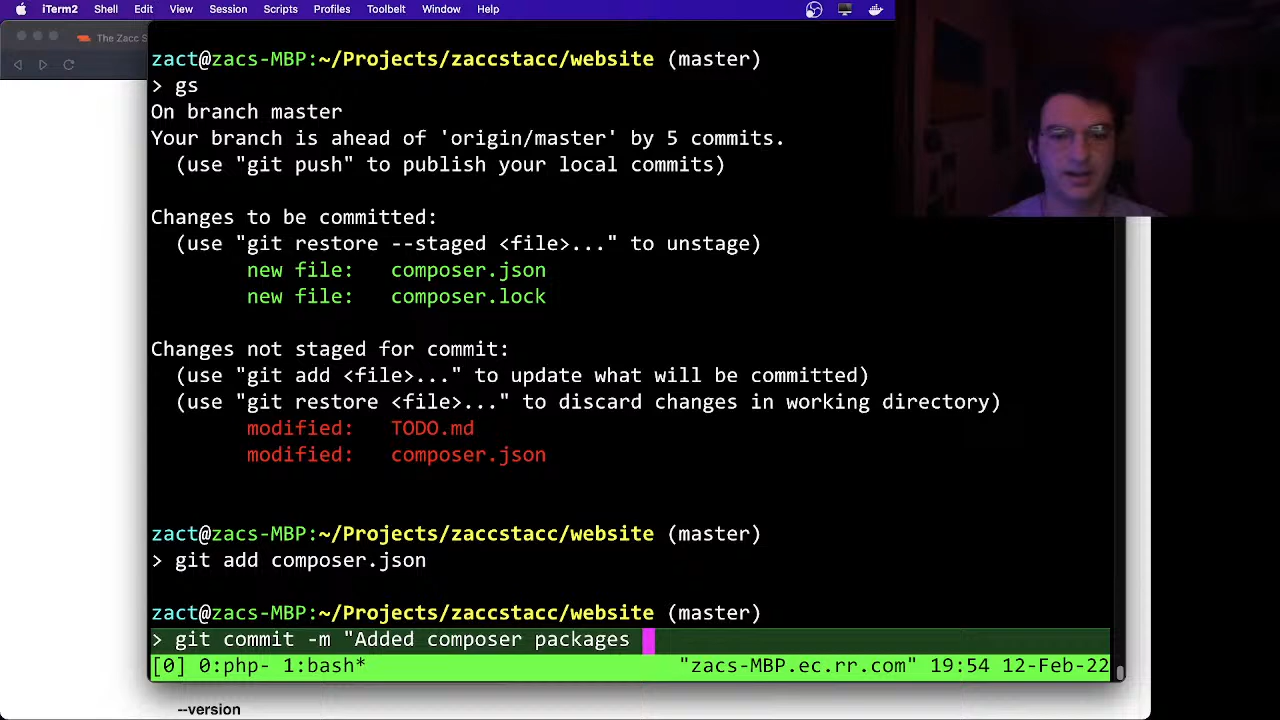 iTerm2 Shell Edit View Session Scripts Profiles Toolbelt Window Help
The Zacc S
zact@zacs-MBP:~/Projects/zaccstacc/website (master)
> gs
On branch master
Your branch is ahead of 'origin/master' by 5 commits.
(use "git push" to publish your local commits)
Changes to be committed:
(use "git restore --staged <file>..." to unstage)
new file: composer.json
new file: composer.lock
Changes not staged for commit:
(use "git add <file>..." to update what will be committed)
(use "git restore <file>..." to discard changes in working directory)
modified: TODO.md
modified: composer.json
zact@zacs-MBP:~/Projects/zaccstacc/website (master)
> git add composer.json
zact@zacs-MBP:~/Projects/zaccstacc/website (master)
> git commit -m "Added composer packages
[0] 0:php- 1:bash* "zacs-MBP.ec.rr.com" 19:54 12-Feb-22
--version